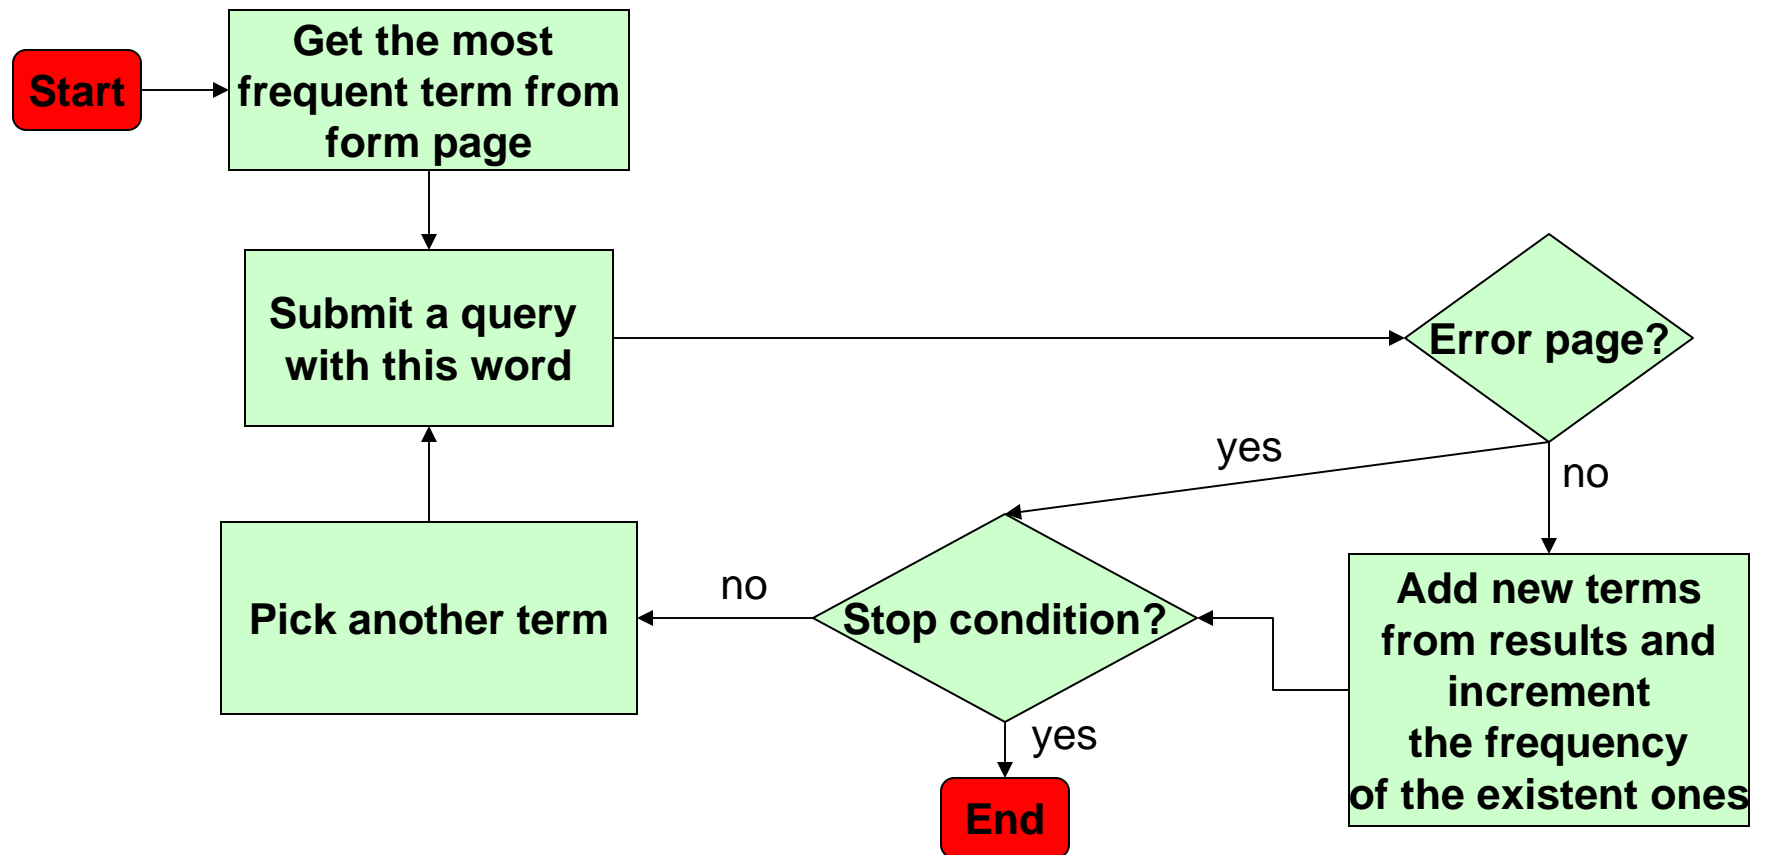 Start
Get the most
frequent term from
form page
Submit a query
with this word
Error page?
yes
no
Pick another term
no
Stop condition?
Add new terms
from results and
increment
the frequency
of the existent ones
yes
End